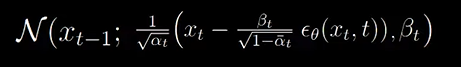 𝒩(x_{t−1}; 1/√α_t (x_t − β_t/√(1−ᾱ_t) ϵ_θ(x_t, t)), β_t)